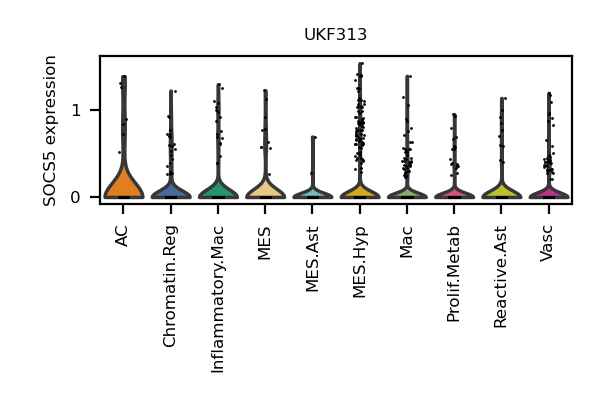 UKF313
SOCS5 expression
1
0
AC
Chromatin.Reg
Inflammatory.Mac
MES
MES.Ast
MES.Hyp
Mac
Prolif.Metab
Reactive.Ast
Vasc